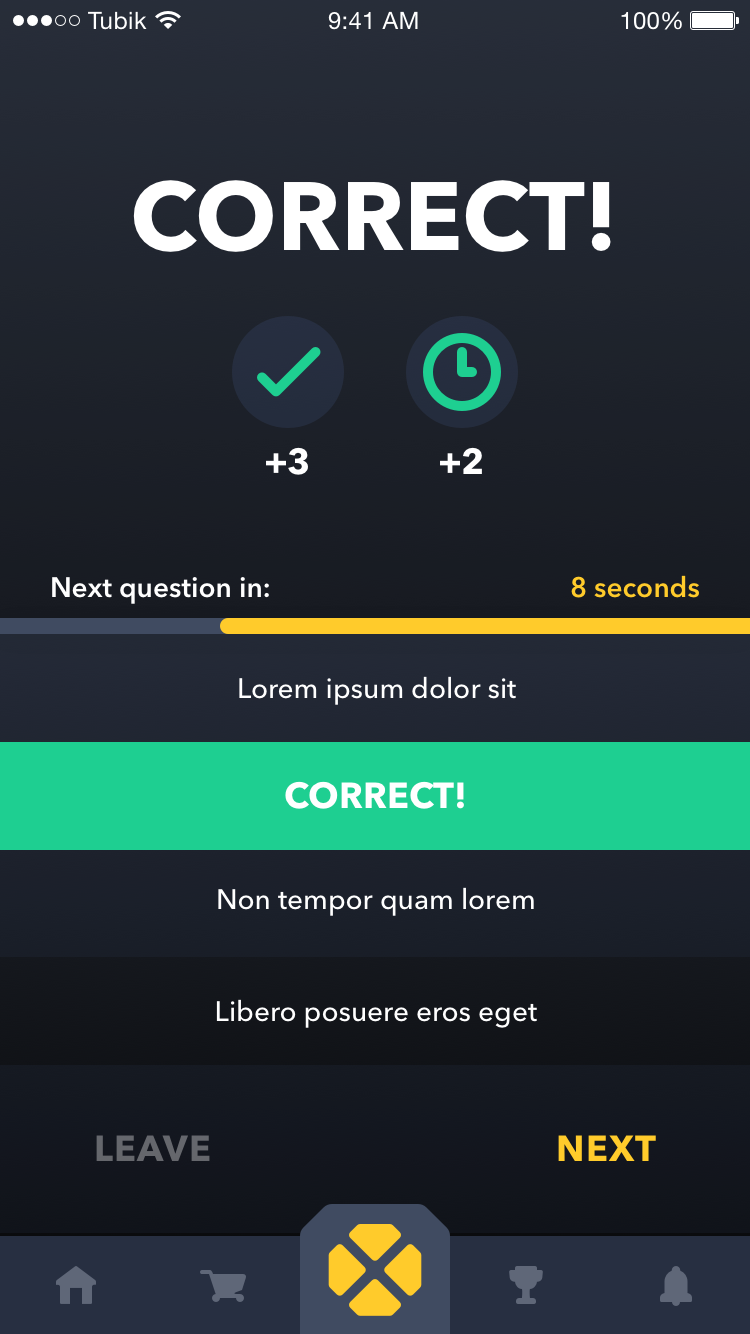 Tubik 9:41 AM 100%
CORRECT!
+3 +2
Next question in: 8 seconds
Lorem ipsum dolor sit
CORRECT!
Non tempor quam lorem
Libero posuere eros eget
LEAVE NEXT